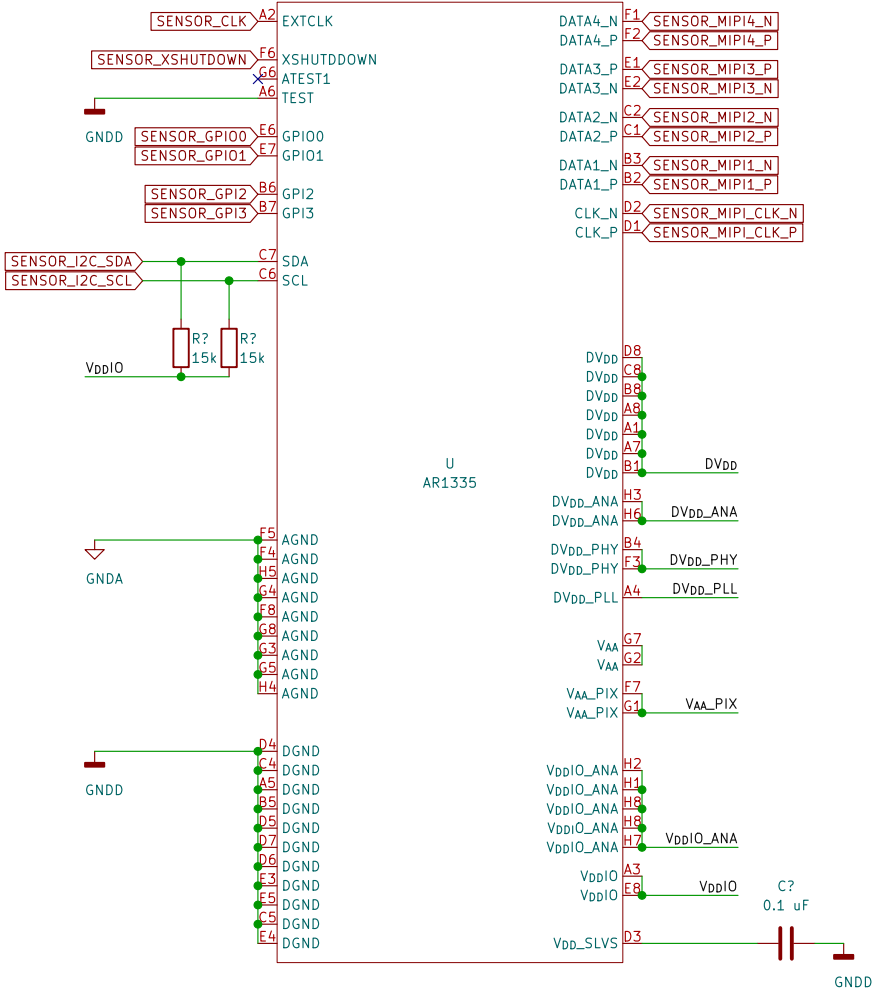 SENSOR_CLK A2 EXTCLK
SENSOR_XSHUTDOWN F6 XSHUTDDOWN
G6 ATEST1
A6 TEST
GNDD
SENSOR_GPIO0 E6 GPIO0
SENSOR_GPIO1 E7 GPIO1
SENSOR_GPI2 B6 GPI2
SENSOR_GPI3 B7 GPI3
SENSOR_I2C_SDA C7 SDA
SENSOR_I2C_SCL C6 SCL
R? R?
15k 15k
VDDIO
F5 AGND
F4 AGND
H5 AGND
G4 AGND
F8 AGND
G8 AGND
G3 AGND
G5 AGND
H4 AGND
GNDA
D4 DGND
C4 DGND
A5 DGND
B5 DGND
D5 DGND
D7 DGND
D6 DGND
E3 DGND
E5 DGND
C5 DGND
E4 DGND
GNDD
U
AR1335
DATA4_N F1 SENSOR_MIPI4_N
DATA4_P F2 SENSOR_MIPI4_P
DATA3_P E1 SENSOR_MIPI3_P
DATA3_N E2 SENSOR_MIPI3_N
DATA2_N C2 SENSOR_MIPI2_N
DATA2_P C1 SENSOR_MIPI2_P
DATA1_N B3 SENSOR_MIPI1_N
DATA1_P B2 SENSOR_MIPI1_P
CLK_N D2 SENSOR_MIPI_CLK_N
CLK_P D1 SENSOR_MIPI_CLK_P
DVDD D8
DVDD C8
DVDD B8
DVDD A8
DVDD A1
DVDD A7
DVDD B1 DVDD
DVDD_ANA H3
DVDD_ANA H6 DVDD_ANA
DVDD_PHY B4
DVDD_PHY F3 DVDD_PHY
DVDD_PLL A4 DVDD_PLL
VAA G7
VAA G2
VAA_PIX F7
VAA_PIX G1 VAA_PIX
VDDIO_ANA H2
VDDIO_ANA H1
VDDIO_ANA H8
VDDIO_ANA H8
VDDIO_ANA H7 VDDIO_ANA
VDDIO A3
VDDIO E8 VDDIO
VDD_SLVS D3
C?
0.1 uF
GNDD